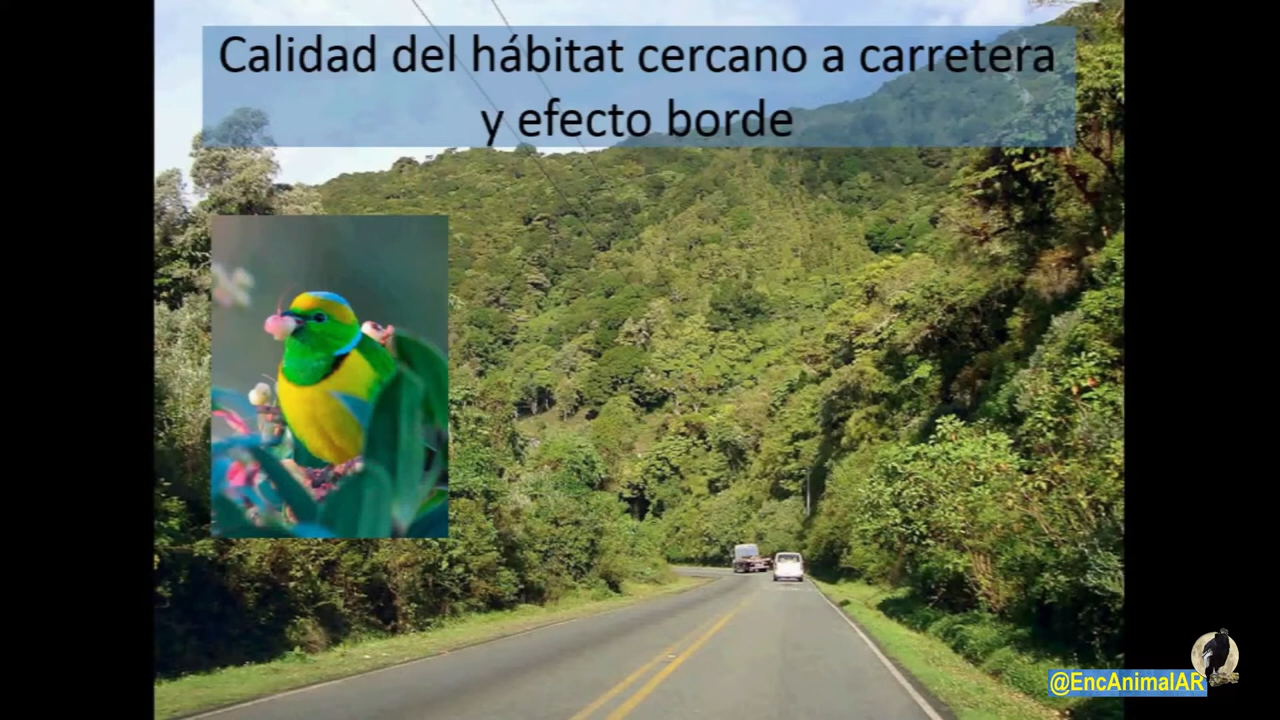 Calidad del hábitat cercano a carretera
y efecto borde
@EncAnimalAR